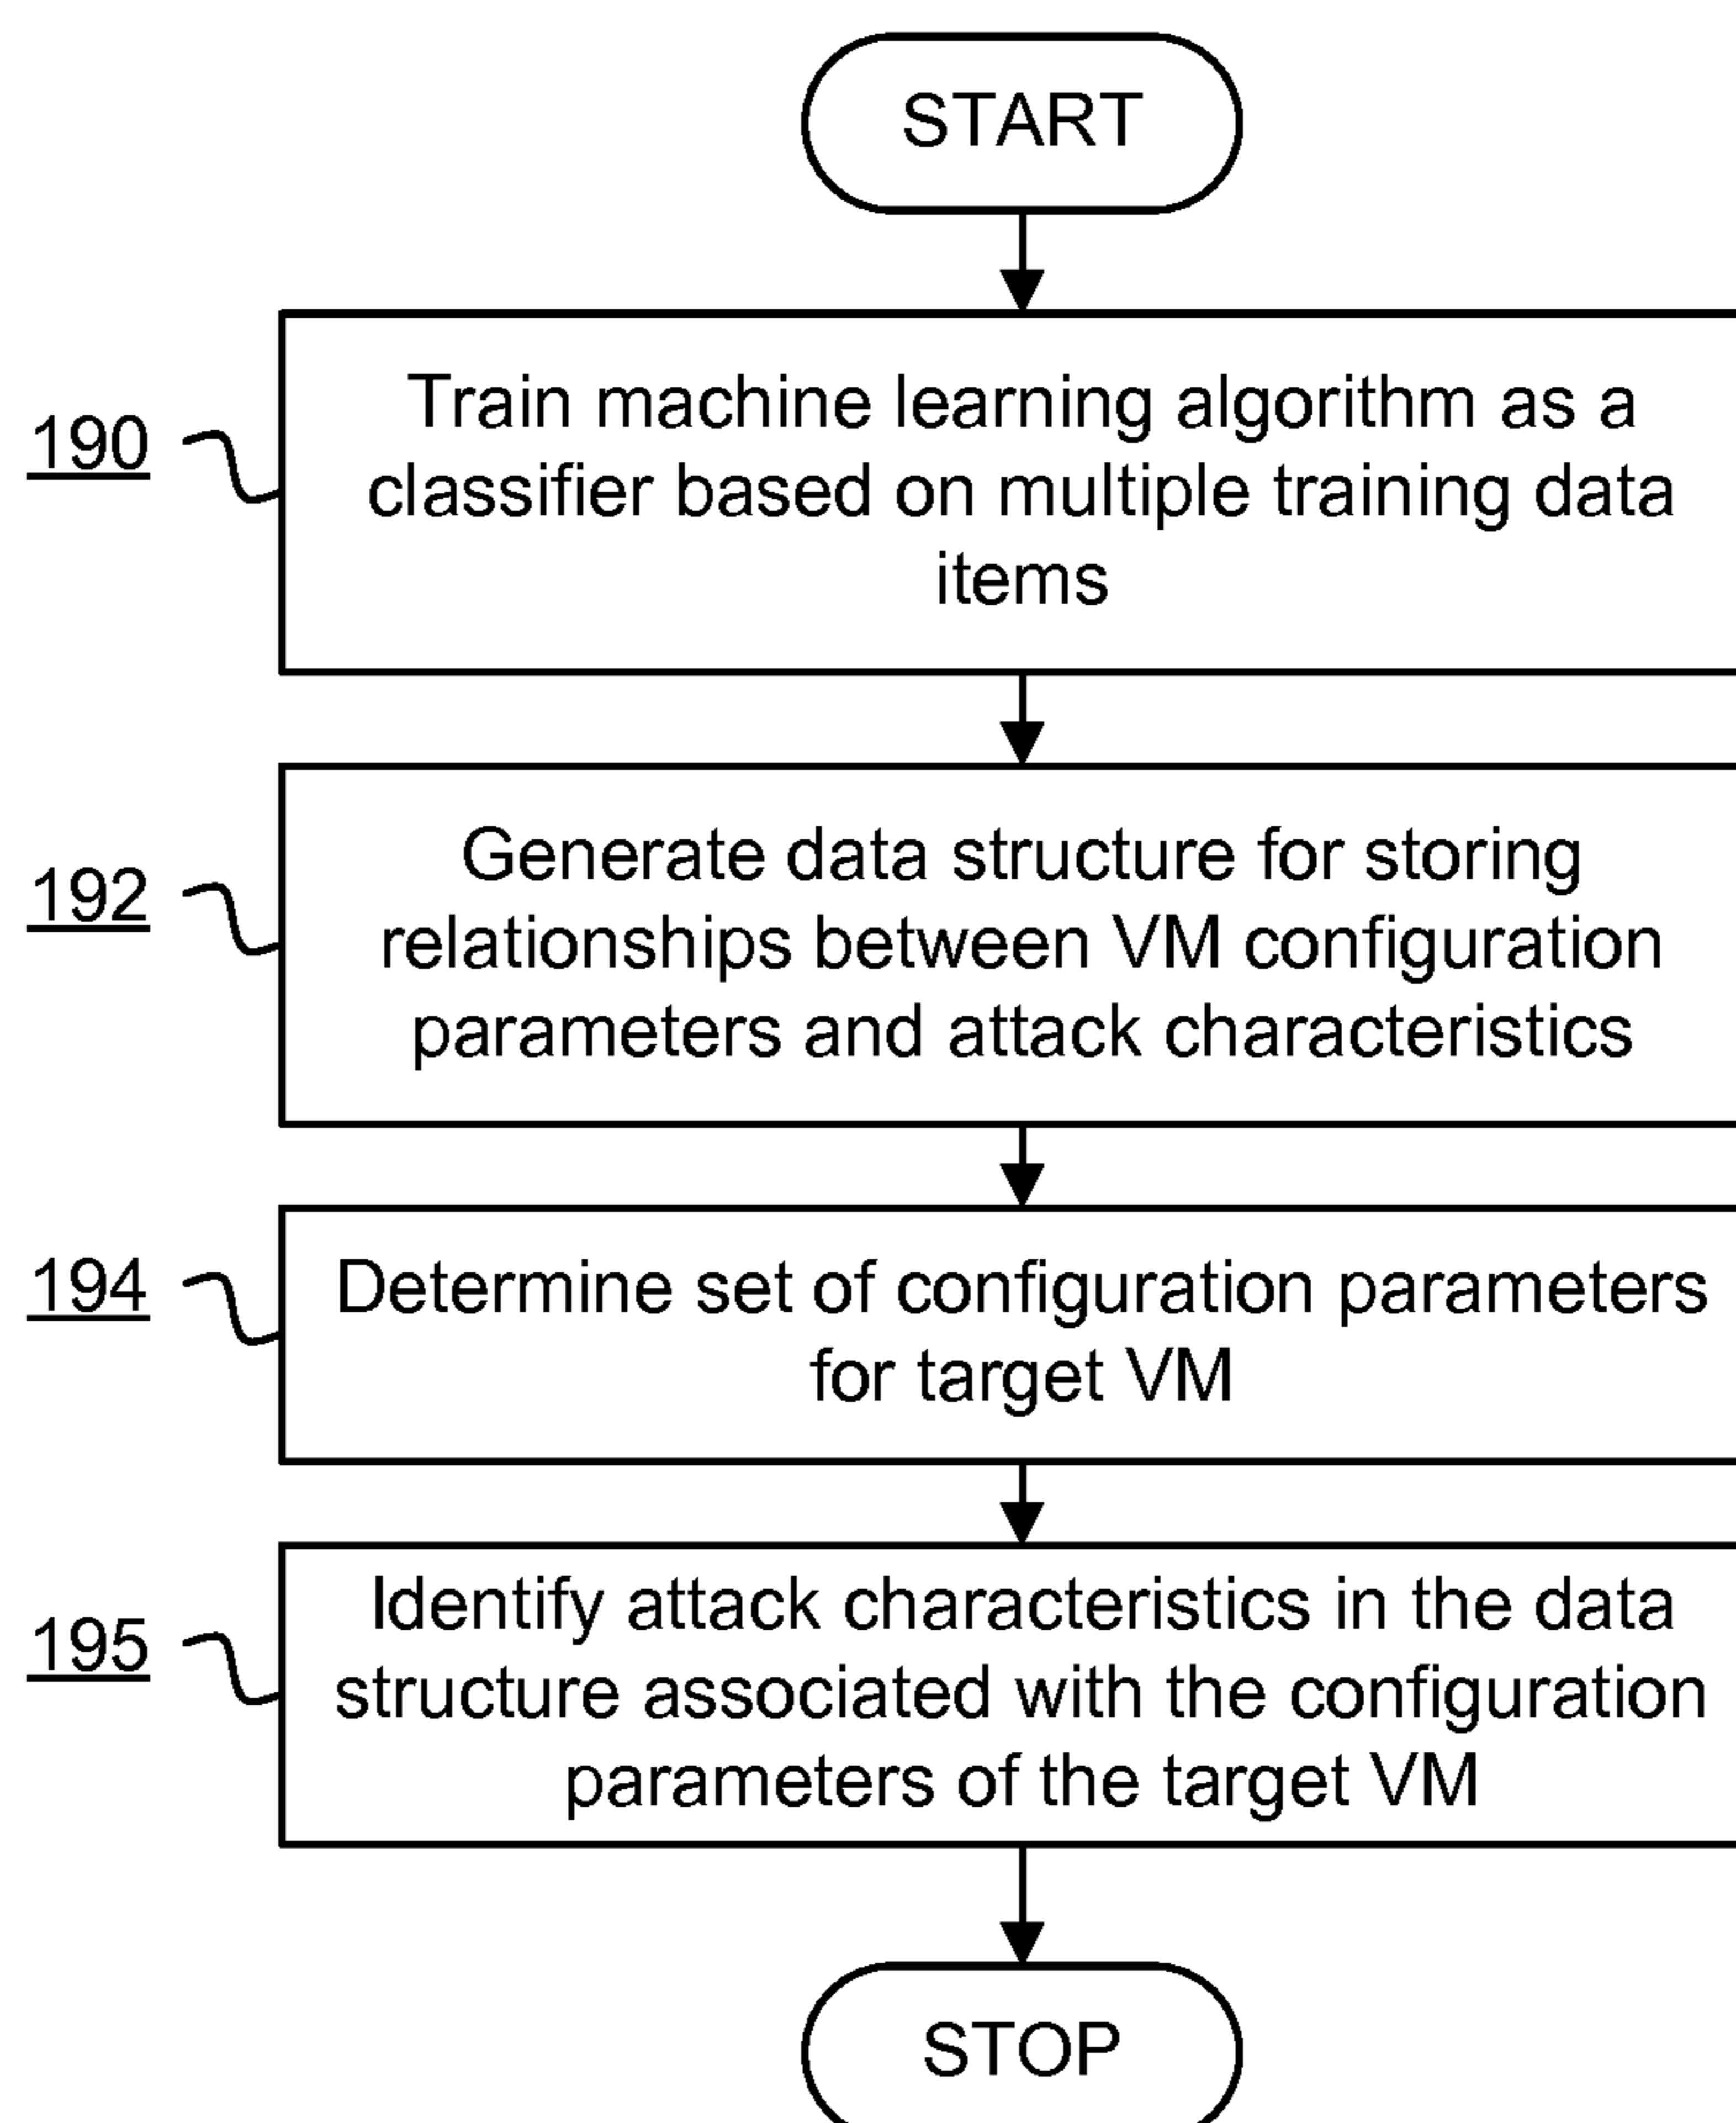 START
190
Train machine learning algorithm as a
classifier based on multiple training data
items
192
Generate data structure for storing
relationships between VM configuration
parameters and attack characteristics
194
Determine set of configuration parameters
for target VM
195
Identify attack characteristics in the data
structure associated with the configuration
parameters of the target VM
STOP